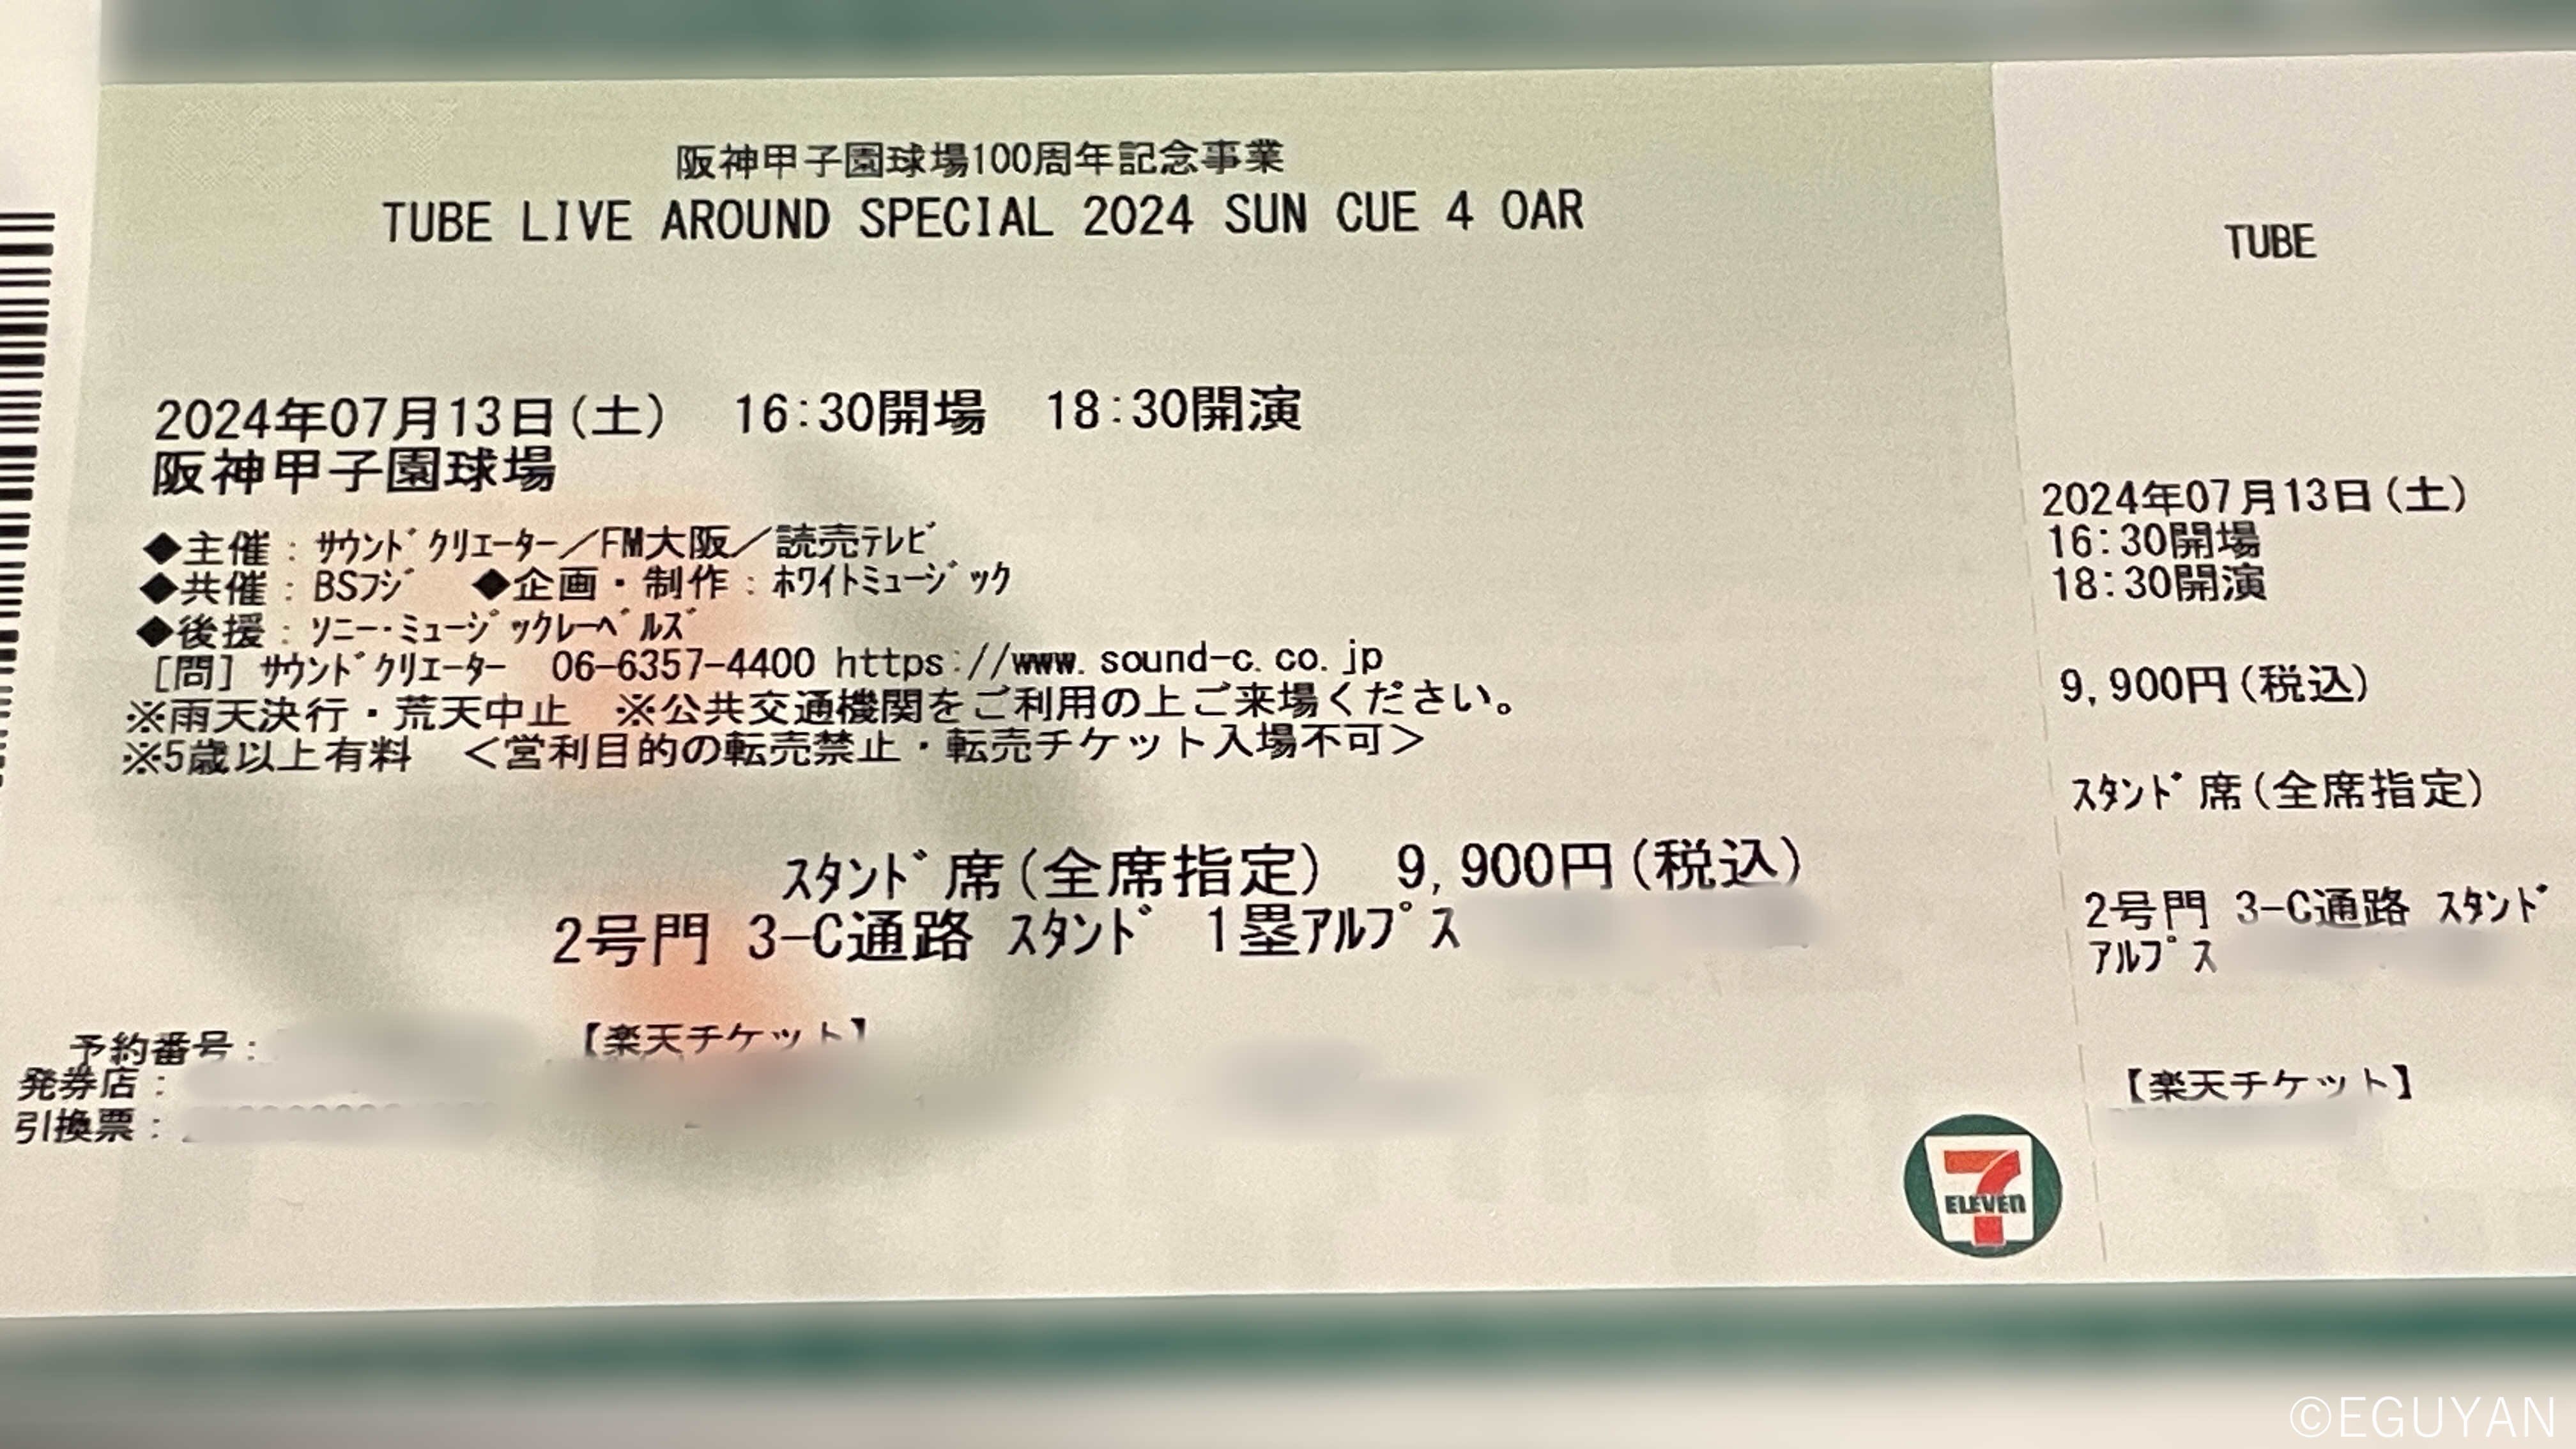 阪神甲子園球場100周年記念事業
TUBE LIVE AROUND SPECIAL 2024 SUN CUE 4 OAR
2024年07月13日(土)　16:30開場　18:30開演
阪神甲子園球場
◆主催：ｻｳﾝﾄﾞｸﾘｴｰﾀｰ／FM大阪／読売ﾃﾚﾋﾞ
◆共催：BSﾌｼﾞ　◆企画・制作：ﾎﾜｲﾄﾐｭｰｼﾞｯｸ
◆後援：ｿﾆｰ･ﾐｭｰｼﾞｯｸﾚｰﾍﾞﾙｽﾞ
[問] ｻｳﾝﾄﾞｸﾘｴｰﾀｰ　06-6357-4400 https://www.sound-c.co.jp
※雨天決行・荒天中止　※公共交通機関をご利用の上ご来場ください。
※5歳以上有料　＜営利目的の転売禁止・転売チケット入場不可＞
ｽﾀﾝﾄﾞ席(全席指定)　9,900円(税込)
2号門 3-C通路 ｽﾀﾝﾄﾞ 1塁ｱﾙﾌﾟｽ
予約番号：　【楽天チケット】
発券店：
引換票：
7
ELEVEN
TUBE
2024年07月13日(土)
16:30開場
18:30開演
9,900円(税込)
ｽﾀﾝﾄﾞ席(全席指定)
2号門 3-C通路 ｽﾀﾝﾄﾞ
ｱﾙﾌﾟｽ
【楽天チケット】
©EGUYAN